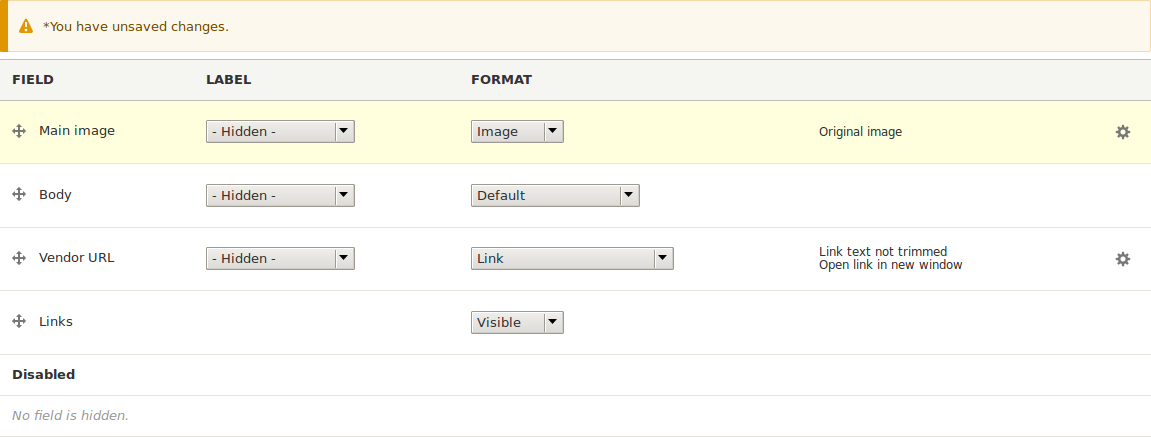 *You have unsaved changes.
FIELD LABEL FORMAT
Main image - Hidden - Image Original image
Body - Hidden - Default
Vendor URL - Hidden - Link Link text not trimmed
Open link in new window
Links Visible
Disabled
No field is hidden.